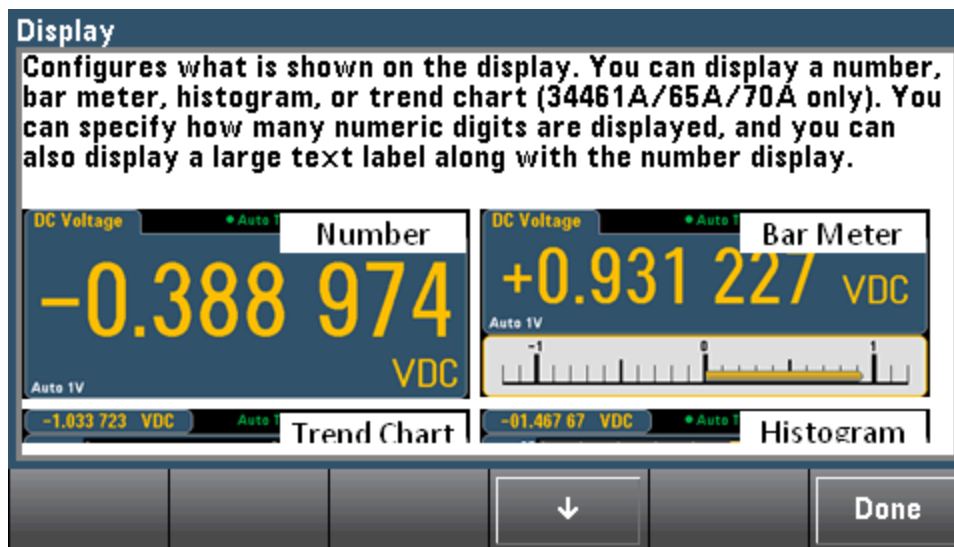 Display
Configures what is shown on the display. You can display a number,
bar meter, histogram, or trend chart (34461A/65A/70A only). You
can specify how many numeric digits are displayed, and you can
also display a large text label along with the number display.
DC Voltage
Auto
Number
-0.388 974
VDC
Auto 1V
DC Voltage
Auto
Bar Meter
+0.931 227 VDC
Auto 1V
-1 0 1
-1.033 723 VDC
Auto
Trend Chart
-01.467 67 VDC
Auto
Histogram
↓
Done